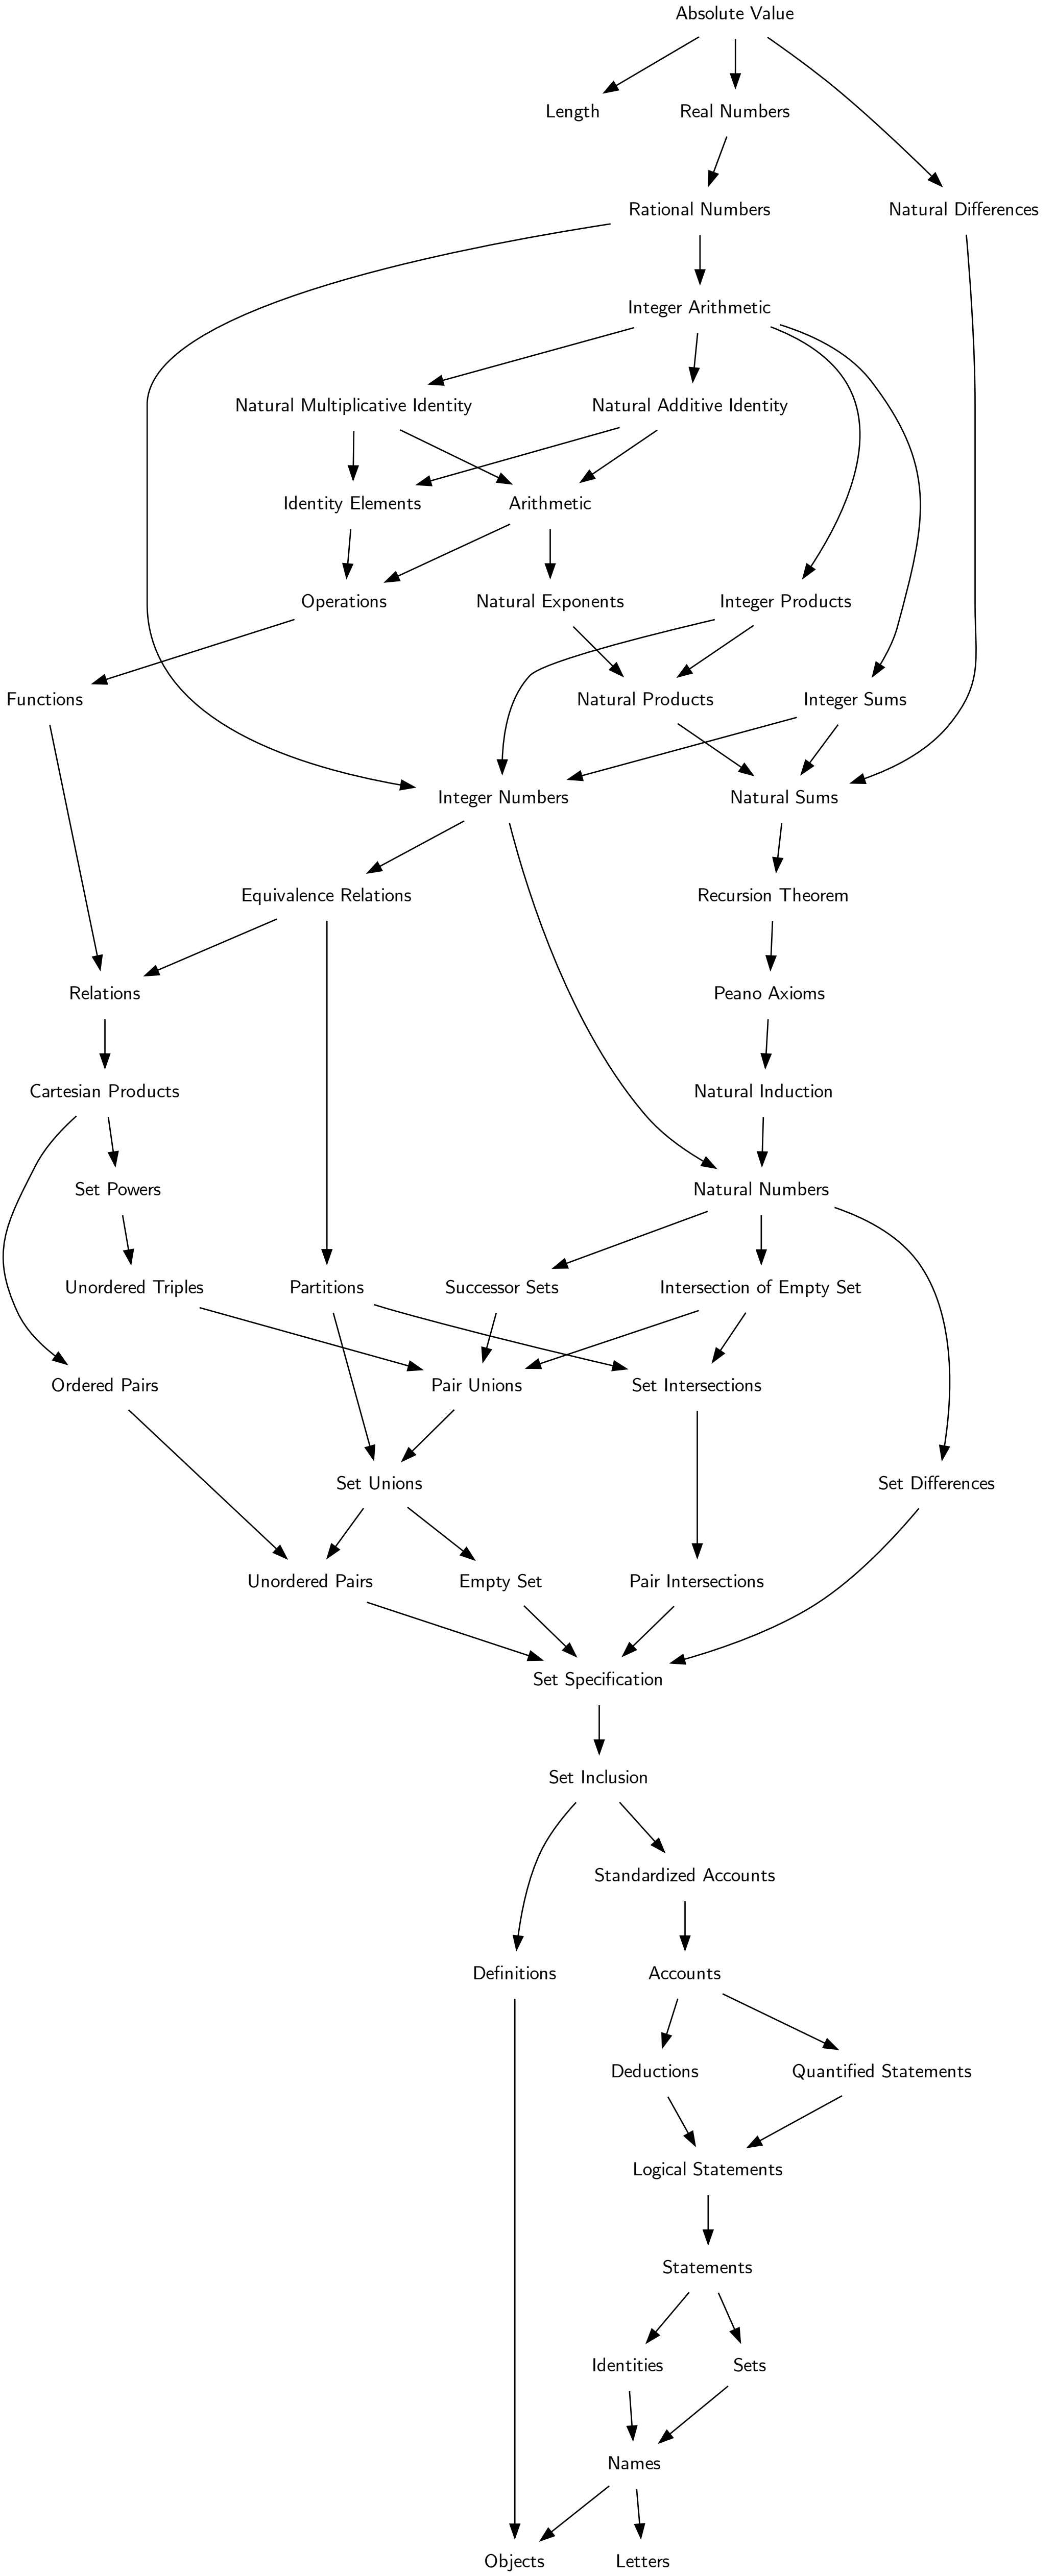 Absolute Value
Length
Real Numbers
Rational Numbers
Natural Differences
Integer Arithmetic
Natural Multiplicative Identity
Natural Additive Identity
Identity Elements
Arithmetic
Operations
Natural Exponents
Integer Products
Functions
Natural Products
Integer Sums
Integer Numbers
Natural Sums
Equivalence Relations
Recursion Theorem
Relations
Peano Axioms
Cartesian Products
Natural Induction
Set Powers
Natural Numbers
Unordered Triples
Partitions
Successor Sets
Intersection of Empty Set
Ordered Pairs
Pair Unions
Set Intersections
Set Unions
Set Differences
Unordered Pairs
Empty Set
Pair Intersections
Set Specification
Set Inclusion
Standardized Accounts
Definitions
Accounts
Deductions
Quantified Statements
Logical Statements
Statements
Identities
Sets
Names
Objects
Letters